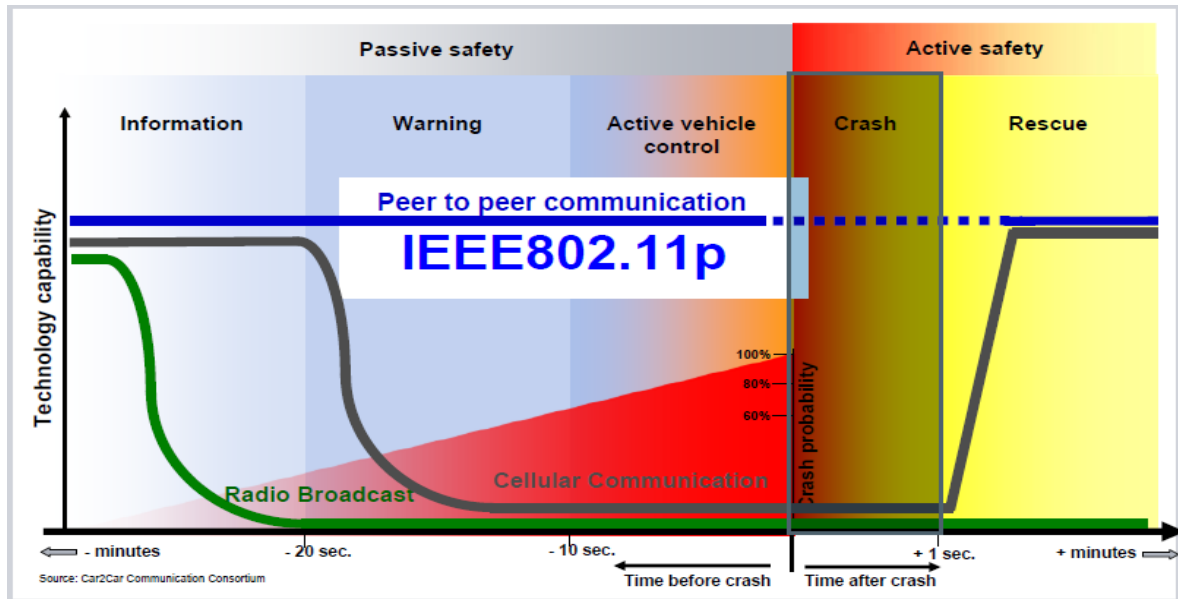 Passive safety
Active safety
Information
Warning
Active vehicle
control
Crash
Rescue
Peer to peer communication
IEEE802.11p
Technology capability
100%
80%
60%
Crash probability
Cellular Communication
Radio Broadcast
- minutes
- 20 sec.
- 10 sec.
+ 1 sec.
+ minutes
Time before crash
Time after crash
Source: Car2Car Communication Consortium